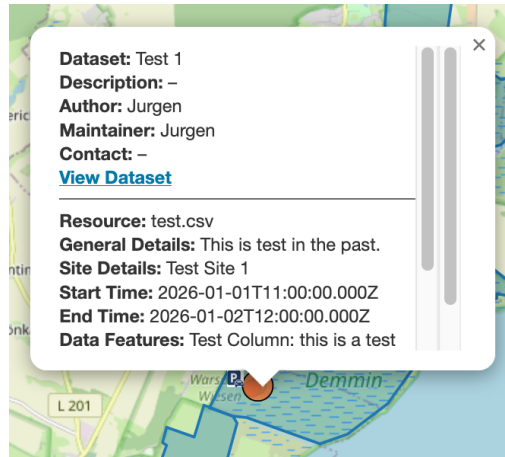 Dataset: Test 1
Description: –
Author: Jurgen
Maintainer: Jurgen
Contact: –
View Dataset
Resource: test.csv
General Details: This is test in the past.
Site Details: Test Site 1
Start Time: 2026-01-01T11:00:00.000Z
End Time: 2026-01-02T12:00:00.000Z
Data Features: Test Column: this is a test
P
Demmin
Wiesen
L 201